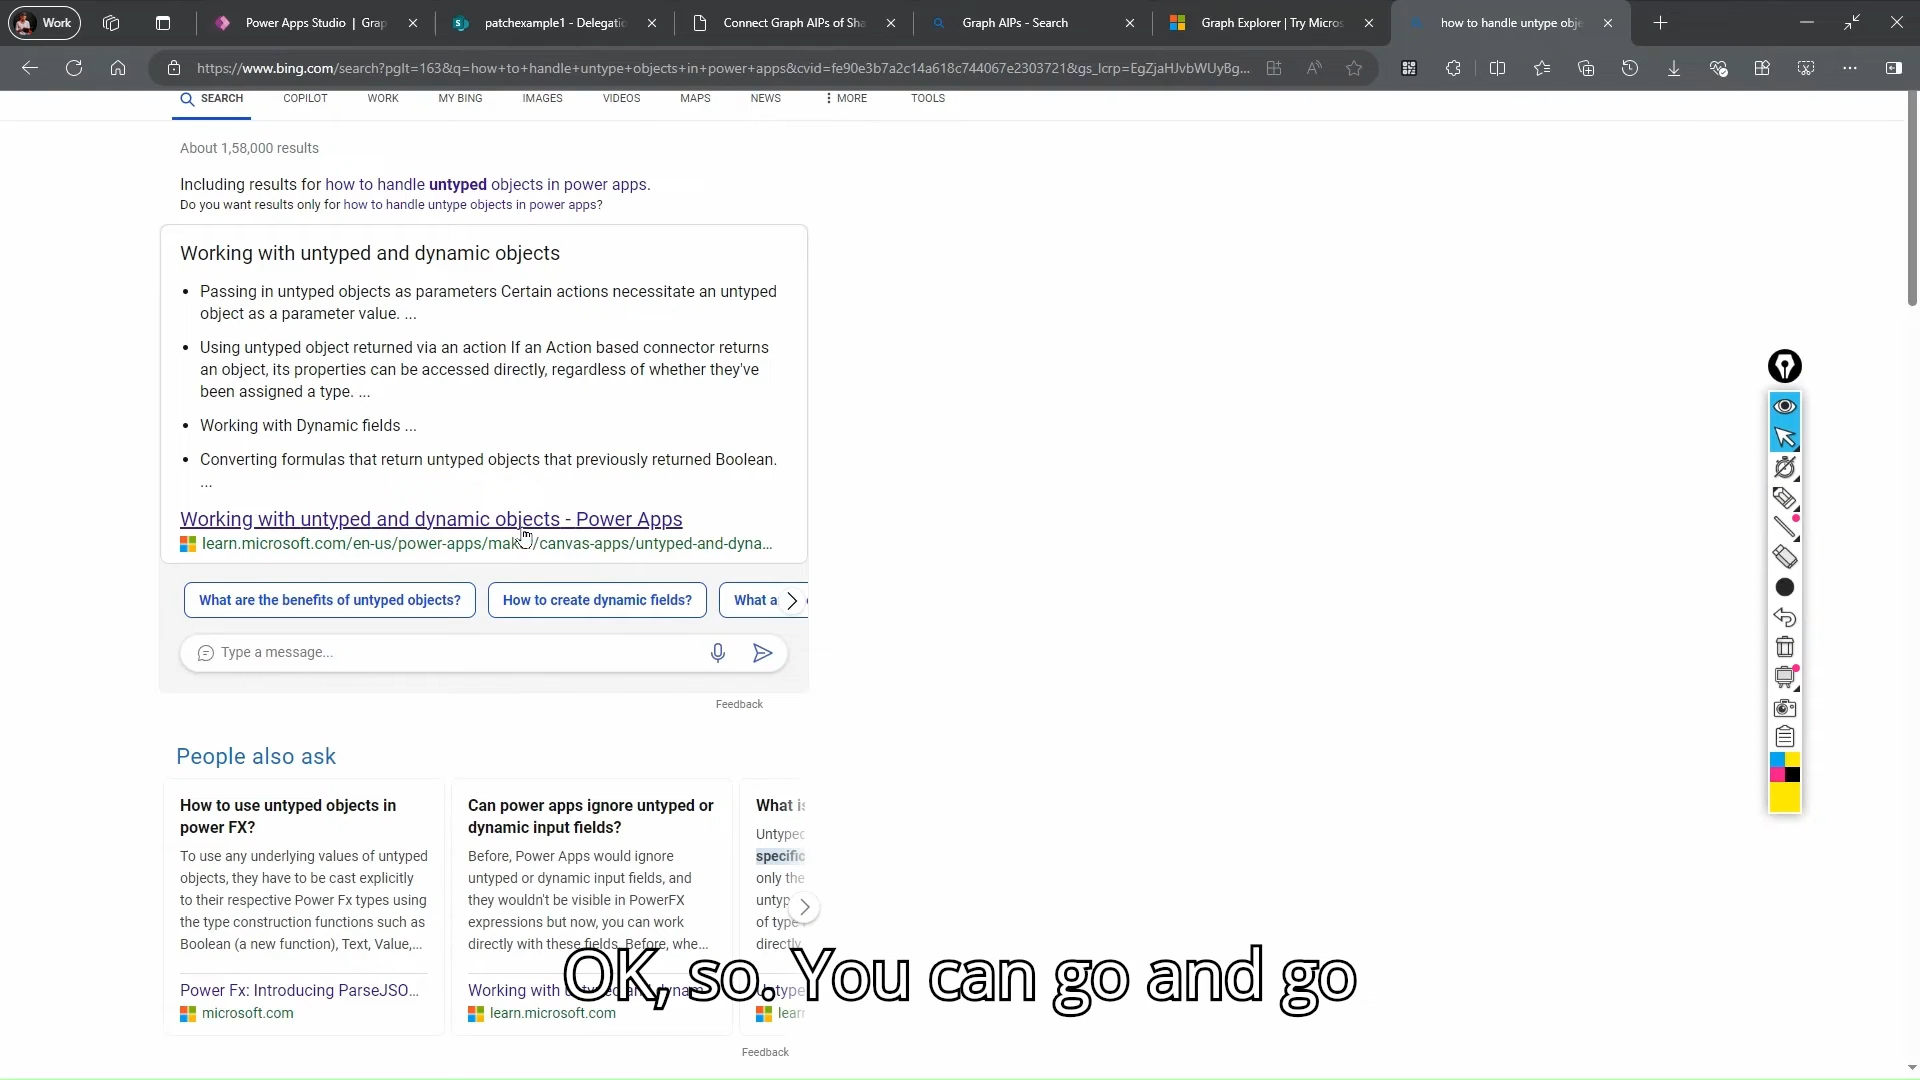 Work
Power Apps Studio | Grap
patchexample1 - Delegatic
Connect Graph AIPs of Sha
Graph AIPs - Search
Graph Explorer | Try Micros
how to handle untype obje
https://www.bing.com/search?pglt=163&q=how+to+handle+untype+objects+in+power+apps&cvid=fe90e3b7a2c14a618c744067e2303721&gs_lcrp=EgZjaHJvbWUyBg...
SEARCH COPILOT WORK MY BING IMAGES VIDEOS MAPS NEWS MORE TOOLS
About 1,58,000 results
Including results for how to handle untyped objects in power apps.
Do you want results only for how to handle untype objects in power apps?
Working with untyped and dynamic objects
• Passing in untyped objects as parameters Certain actions necessitate an untyped
object as a parameter value. ...
• Using untyped object returned via an action If an Action based connector returns
an object, its properties can be accessed directly, regardless of whether they've
been assigned a type. ...
• Working with Dynamic fields ...
• Converting formulas that return untyped objects that previously returned Boolean.
...
Working with untyped and dynamic objects - Power Apps
learn.microsoft.com/en-us/power-apps/maker/canvas-apps/untyped-and-dyna...
What are the benefits of untyped objects?
How to create dynamic fields?
What a
Type a message...
Feedback
People also ask
How to use untyped objects in
power FX?
To use any underlying values of untyped
objects, they have to be cast explicitly
to their respective Power Fx types using
the type construction functions such as
Boolean (a new function), Text, Value,...
Power Fx: Introducing ParseJSO...
microsoft.com
Can power apps ignore untyped or
dynamic input fields?
Before, Power Apps would ignore
untyped or dynamic input fields, and
they wouldn't be visible in PowerFX
expressions but now, you can work
directly with these fields. Before, whe...
Working with untyped and dynam
learn.microsoft.com
What is
Untyped
specific
only the
untyp
of type
directly
Untype
learn
OK, so. You can go and go
Feedback